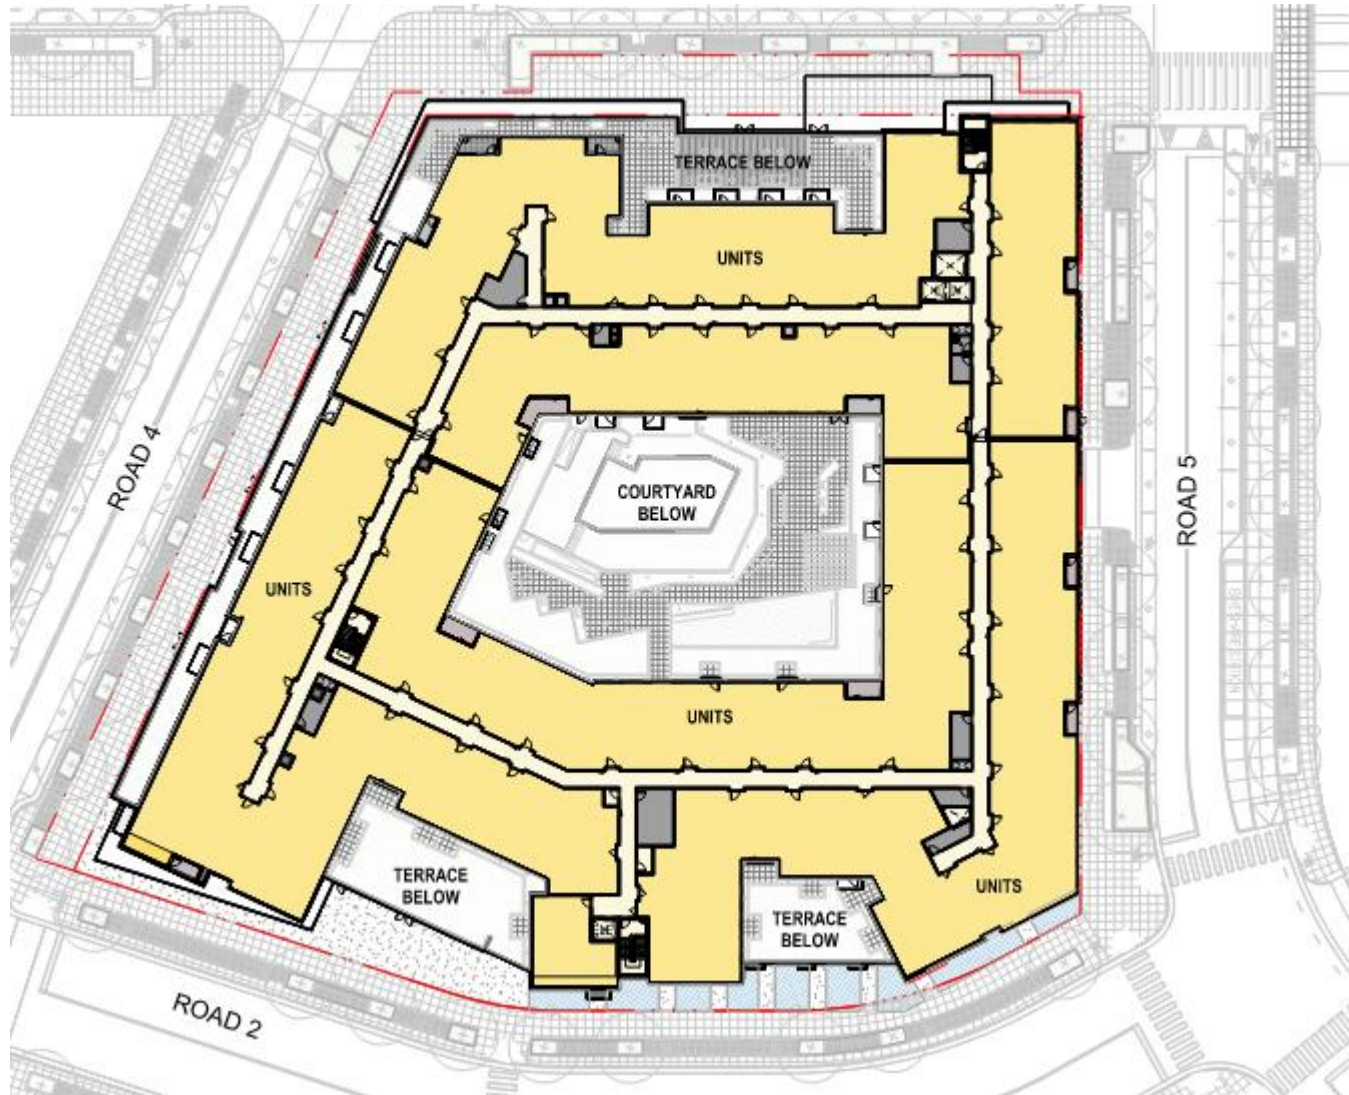 TERRACE BELOW
UNITS
ROAD 4
COURTYARD
BELOW
ROAD 5
UNITS
UNITS
TERRACE
BELOW
UNITS
TERRACE
BELOW
ROAD 2